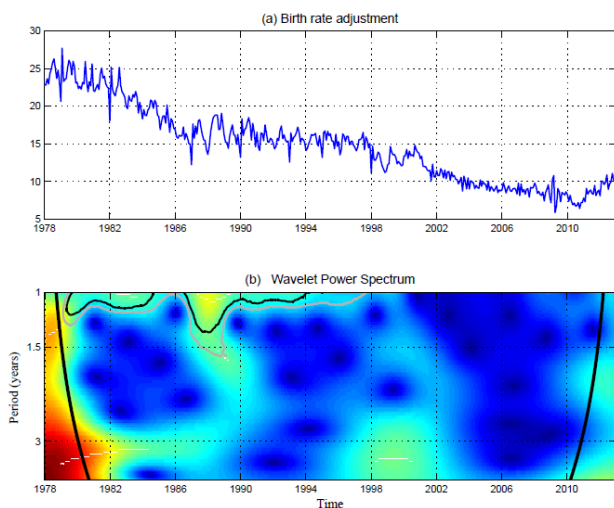 (a) Birth rate adjustment
30
25
20
15
10
5
1978 1982 1986 1990 1994 1998 2002 2006 2010
(b) Wavelet Power Spectrum
Period (years)
1
1.5
3
1978 1982 1986 1990 1994 1998 2002 2006 2010
Time